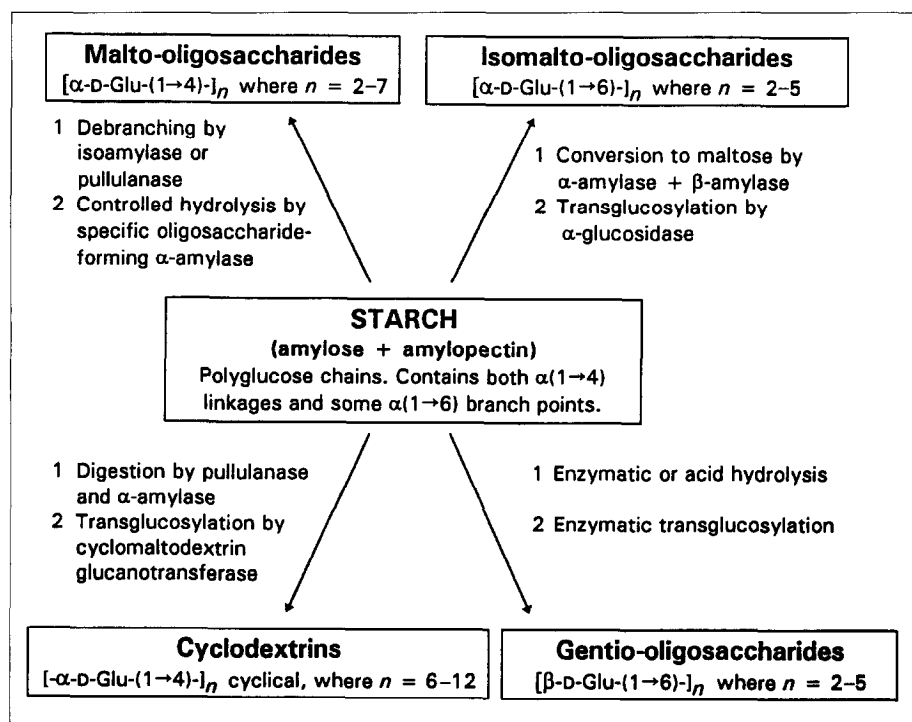 Malto-oligosaccharides
[α-D-Glu-(1→4)-]n where n = 2–7
Isomalto-oligosaccharides
[α-D-Glu-(1→6)-]n where n = 2–5
1 Debranching by
isoamylase or
pullulanase
2 Controlled hydrolysis by
specific oligosaccharide-
forming α-amylase
1 Conversion to maltose by
α-amylase + β-amylase
2 Transglucosylation by
α-glucosidase
STARCH
(amylose + amylopectin)
Polyglucose chains. Contains both α(1→4)
linkages and some α(1→6) branch points.
1 Digestion by pullulanase
and α-amylase
2 Transglucosylation by
cyclomaltodextrin
glucanotransferase
1 Enzymatic or acid hydrolysis
2 Enzymatic transglucosylation
Cyclodextrins
[-α-D-Glu-(1→4)-]n cyclical, where n = 6–12
Gentio-oligosaccharides
[β-D-Glu-(1→6)-]n where n = 2–5